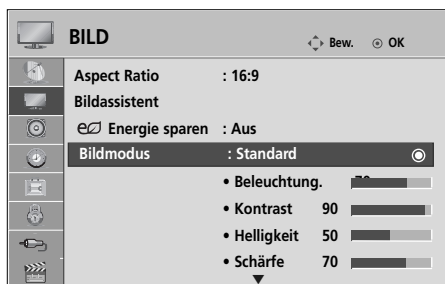 BILD
Bew. OK
Aspect Ratio : 16:9
Bildassistent
Energie sparen : Aus
Bildmodus : Standard
• Beleuchtung. 70
• Kontrast 90
• Helligkeit 50
• Schärfe 70